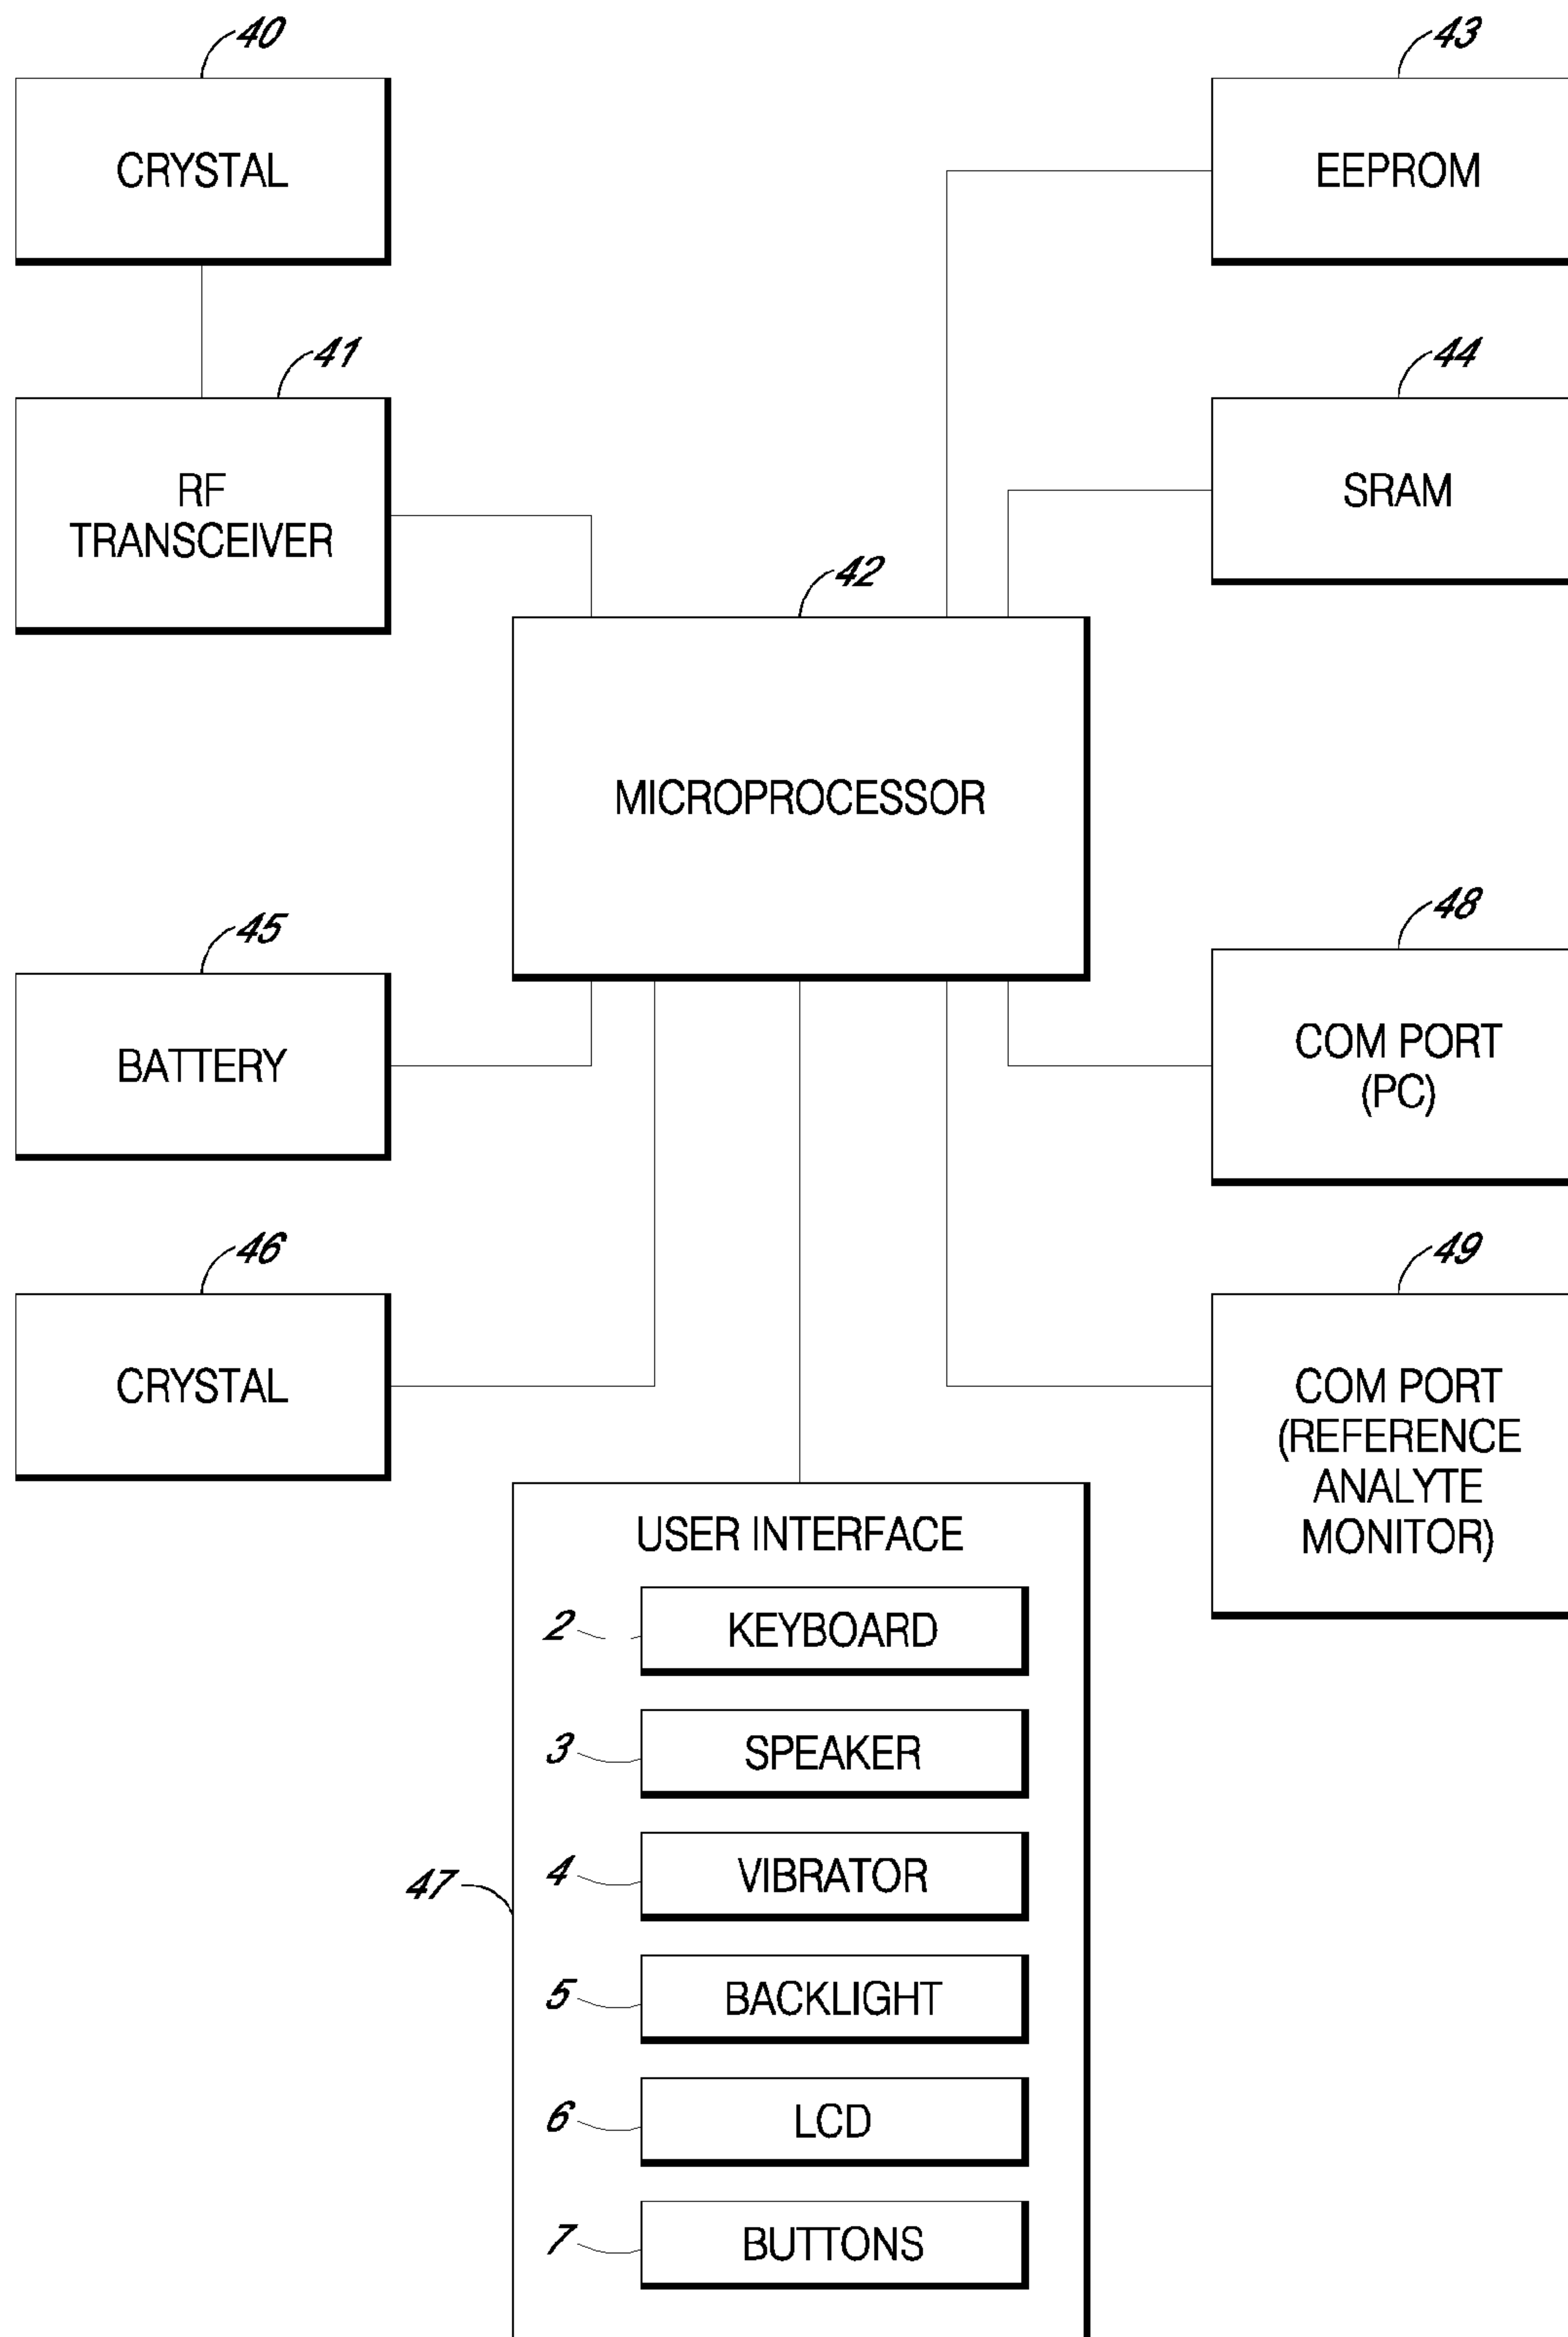 40
CRYSTAL
43
EEPROM
41
RF
TRANSCEIVER
44
SRAM
42
MICROPROCESSOR
45
BATTERY
48
COM PORT
(PC)
46
CRYSTAL
49
COM PORT
(REFERENCE
ANALYTE
MONITOR)
47
USER INTERFACE
2
KEYBOARD
3
SPEAKER
4
VIBRATOR
5
BACKLIGHT
6
LCD
7
BUTTONS